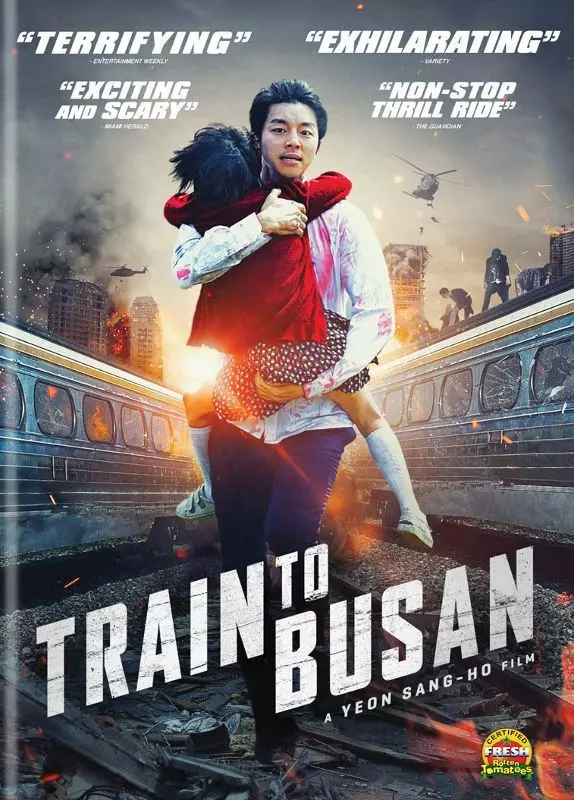 "TERRIFYING"
- ENTERTAINMENT WEEKLY
"EXHILARATING"
- VARIETY
"EXCITING
AND SCARY"
- MIAMI HERALD
"NON-STOP
THRILL RIDE"
THE GUARDIAN
TRAIN TO
BUSAN
A YEON SANG-HO FILM
CERTIFIED
FRESH
Rotten
Tomatoes